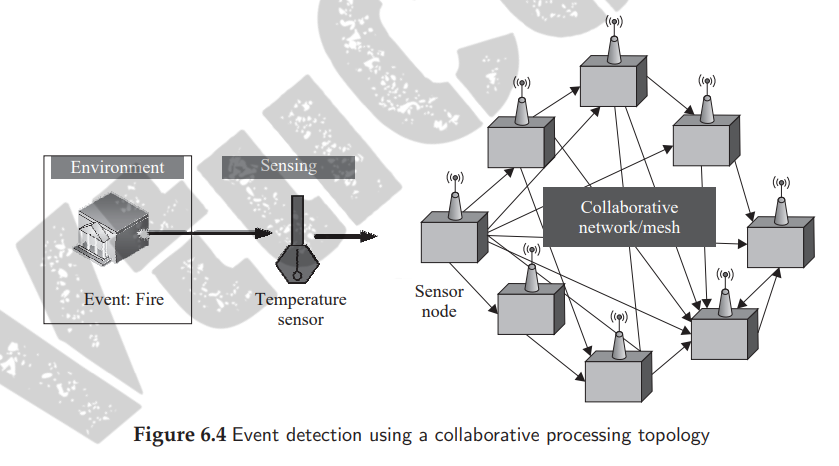 Environment
Sensing
Event: Fire
Temperature
sensor
Sensor
node
Collaborative
network/mesh
Figure 6.4 Event detection using a collaborative processing topology